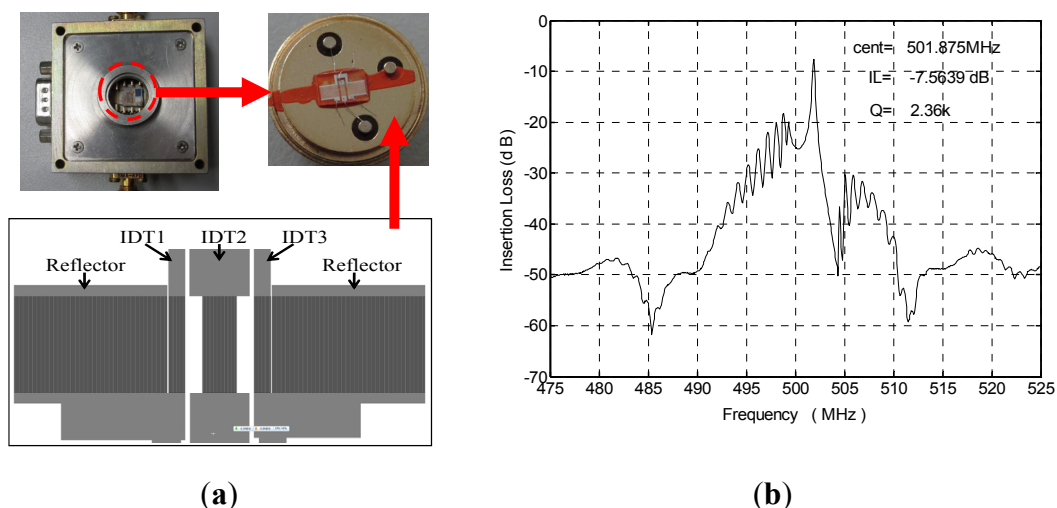 IDT1 IDT2 IDT3
Reflector Reflector
(a)
cent= 501.875MHz
IL= -7.5639 dB
Q= 2.36k
Insertion Loss (d B)
0
-10
-20
-30
-40
-50
-60
-70
475 480 485 490 495 500 505 510 515 520 525
Frequency ( MHz )
(b)